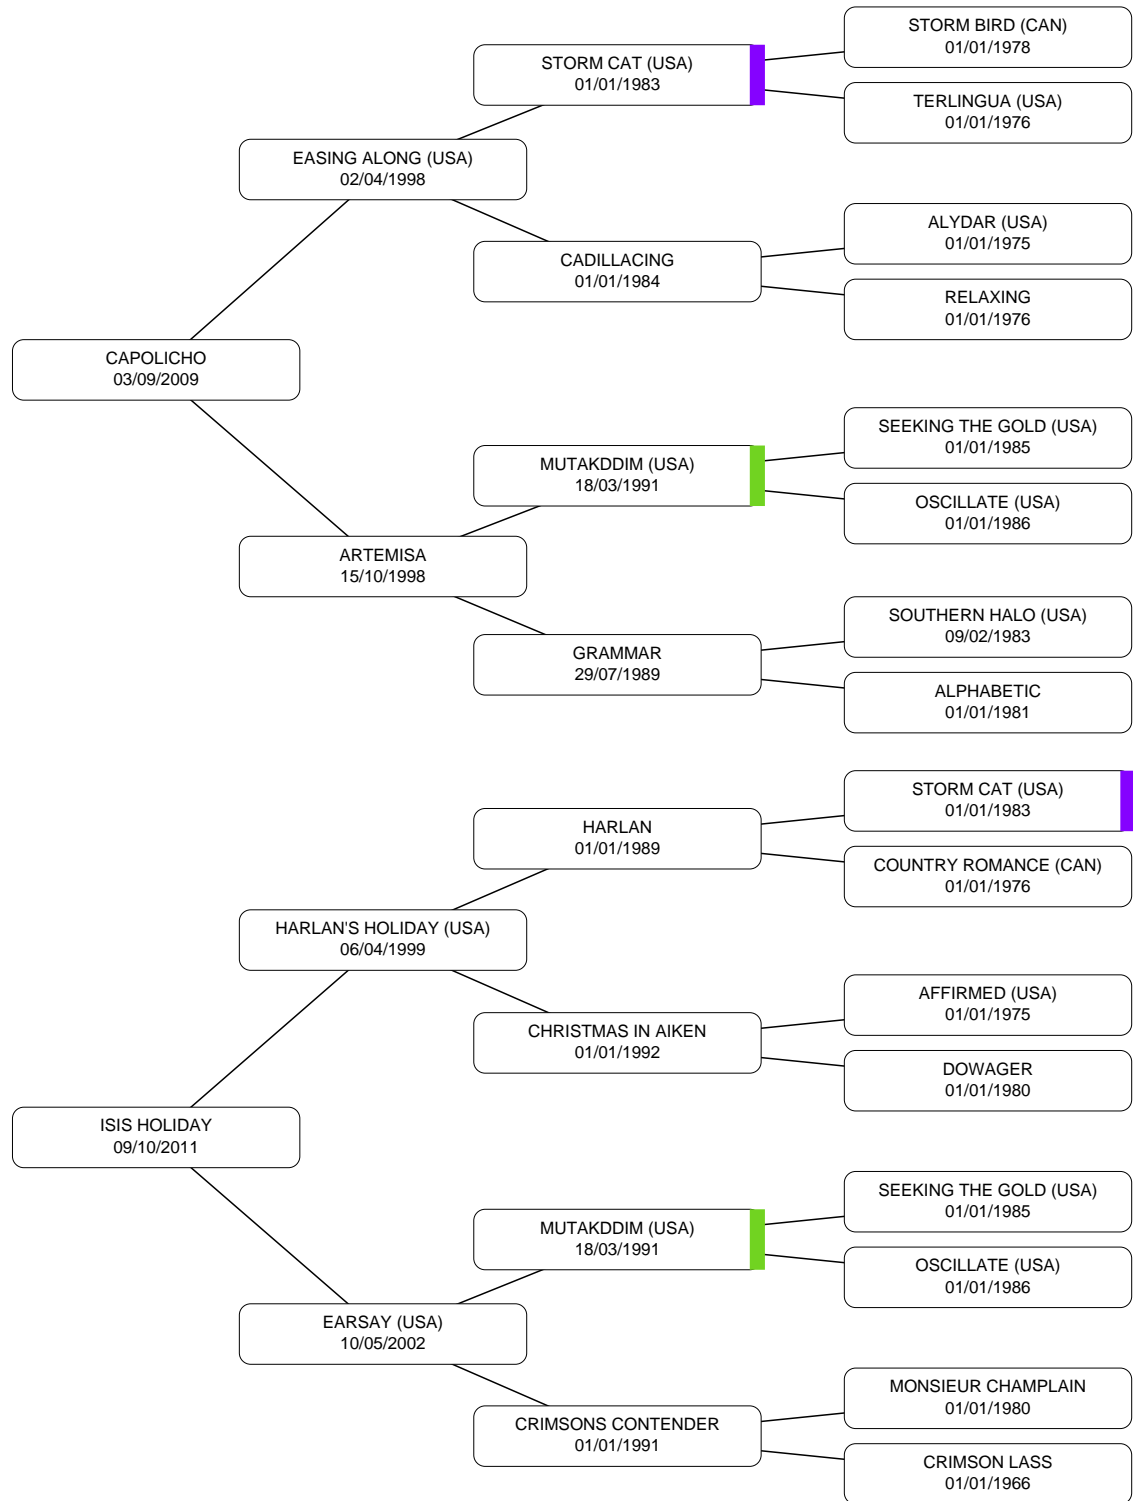 STORM BIRD (CAN)
01/01/1978
STORM CAT (USA)
01/01/1983
TERLINGUA (USA)
01/01/1976
EASING ALONG (USA)
02/04/1998
ALYDAR (USA)
01/01/1975
CADILLACING
01/01/1984
RELAXING
01/01/1976
CAPOLICHO
03/09/2009
SEEKING THE GOLD (USA)
01/01/1985
MUTAKDDIM (USA)
18/03/1991
OSCILLATE (USA)
01/01/1986
ARTEMISA
15/10/1998
SOUTHERN HALO (USA)
09/02/1983
GRAMMAR
29/07/1989
ALPHABETIC
01/01/1981
STORM CAT (USA)
01/01/1983
HARLAN
01/01/1989
COUNTRY ROMANCE (CAN)
01/01/1976
HARLAN'S HOLIDAY (USA)
06/04/1999
AFFIRMED (USA)
01/01/1975
CHRISTMAS IN AIKEN
01/01/1992
DOWAGER
01/01/1980
ISIS HOLIDAY
09/10/2011
SEEKING THE GOLD (USA)
01/01/1985
MUTAKDDIM (USA)
18/03/1991
OSCILLATE (USA)
01/01/1986
EARSAY (USA)
10/05/2002
MONSIEUR CHAMPLAIN
01/01/1980
CRIMSONS CONTENDER
01/01/1991
CRIMSON LASS
01/01/1966